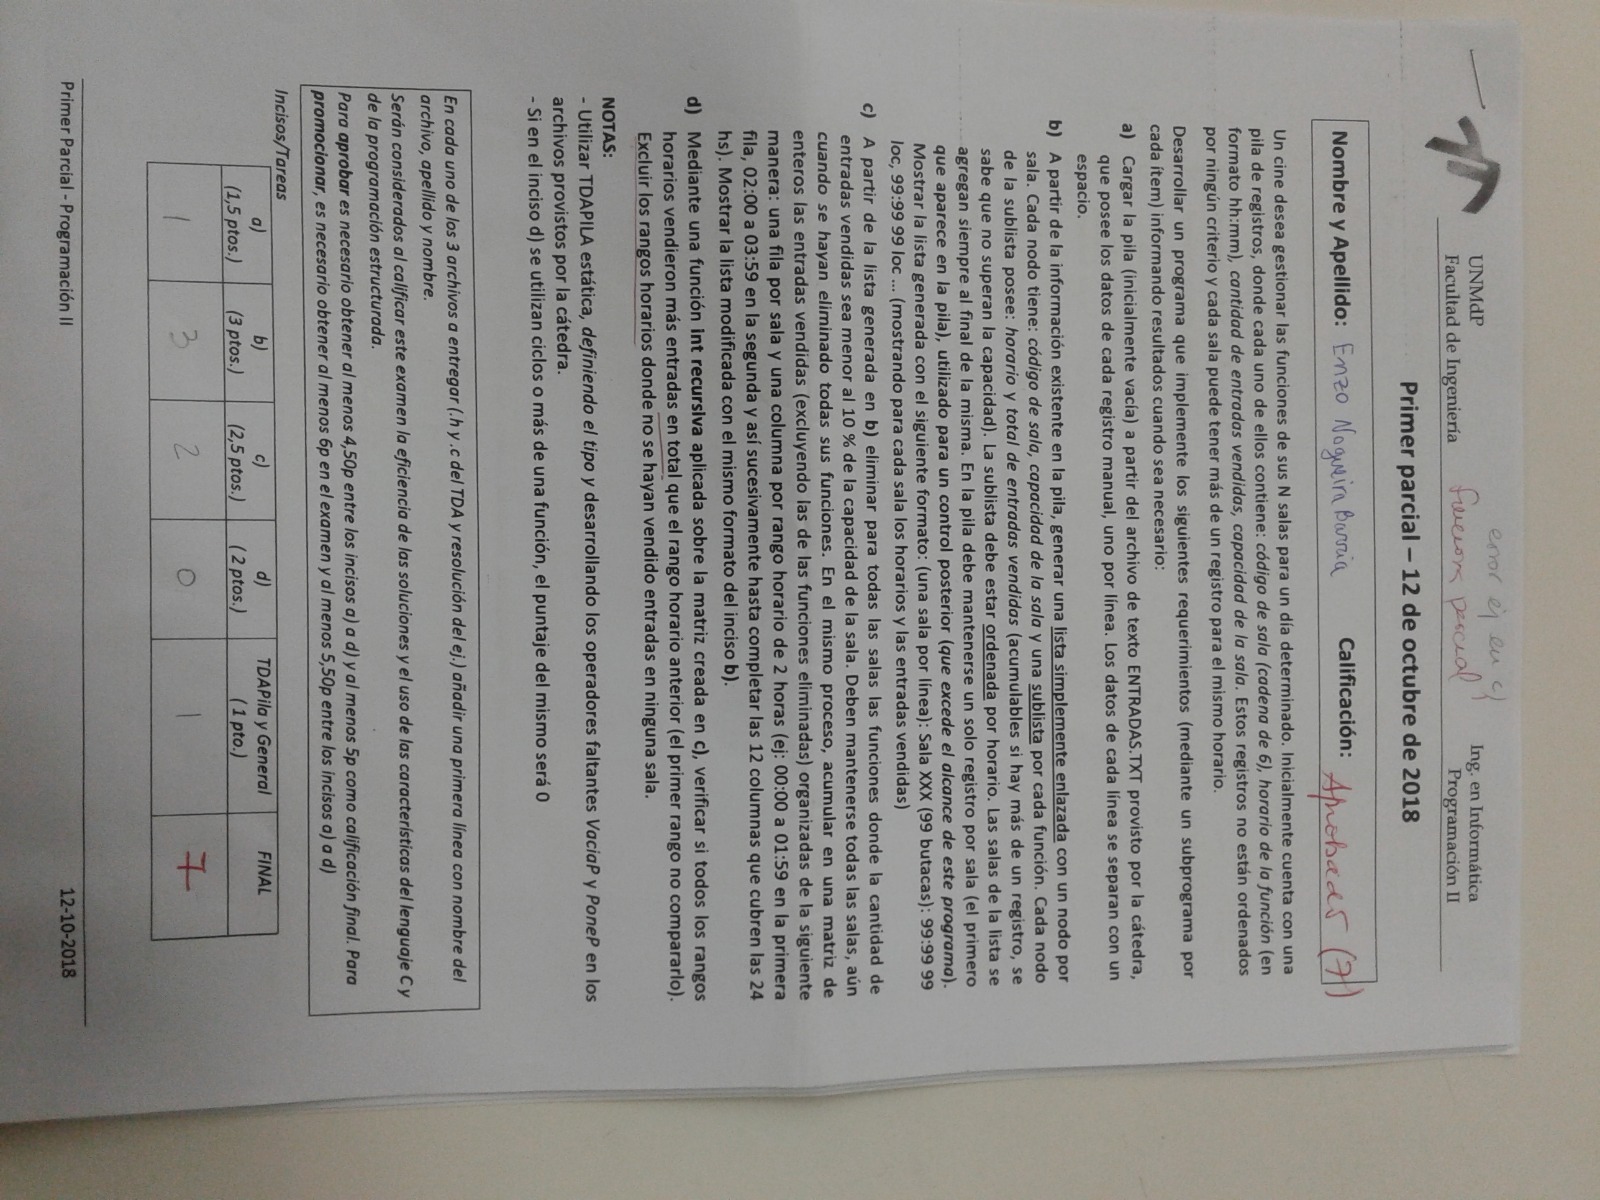 error ej en c)
UNMdP
Facultad de Ingeniería
funciona parcial
Ing. en Informática
Programación II
Primer parcial – 12 de octubre de 2018
Nombre y Apellido: Enzo Nogueira Barria
Calificación: Aprobado (7)
Un cine desea gestionar las funciones de sus N salas para un día determinado. Inicialmente cuenta con una
pila de registros, donde cada uno de ellos contiene: código de sala (cadena de 6), horario de la función (en
formato hh:mm), cantidad de entradas vendidas, capacidad de la sala. Estos registros no están ordenados
por ningún criterio y cada sala puede tener más de un registro para el mismo horario.
Desarrollar un programa que implemente los siguientes requerimientos (mediante un subprograma por
cada ítem) informando resultados cuando sea necesario:
a) Cargar la pila (inicialmente vacía) a partir del archivo de texto ENTRADAS.TXT provisto por la cátedra,
que posee los datos de cada registro manual, uno por línea. Los datos de cada línea se separan con un
espacio.
b) A partir de la información existente en la pila, generar una lista simplemente enlazada con un nodo por
sala. Cada nodo tiene: código de sala, capacidad de la sala y una sublista por cada función. Cada nodo
de la sublista posee: horario y total de entradas vendidas (acumulables si hay más de un registro, se
sabe que no superan la capacidad). La sublista debe estar ordenada por horario. Las salas de la lista se
agregan siempre al final de la misma. En la pila debe mantenerse un solo registro por sala (el primero
que aparece en la pila), utilizado para un control posterior (que excede el alcance de este programa).
Mostrar la lista generada con el siguiente formato: (una sala por línea): Sala XXX (99 butacas): 99:99 99
loc, 99:99 99 loc ... (mostrando para cada sala los horarios y las entradas vendidas)
c) A partir de la lista generada en b) eliminar para todas las salas las funciones donde la cantidad de
entradas vendidas sea menor al 10 % de la capacidad de la sala. Deben mantenerse todas las salas, aún
cuando se hayan eliminado todas sus funciones. En el mismo proceso, acumular en una matriz de
enteros las entradas vendidas (excluyendo las de las funciones eliminadas) organizadas de la siguiente
manera: una fila por sala y una columna por rango horario de 2 horas (ej: 00:00 a 01:59 en la primera
fila, 02:00 a 03:59 en la segunda y así sucesivamente hasta completar las 12 columnas que cubren las 24
hs). Mostrar la lista modificada con el mismo formato del inciso b).
d) Mediante una función int recursiva aplicada sobre la matriz creada en c), verificar si todos los rangos
horarios vendieron más entradas en total que el rango horario anterior (el primer rango no compararlo).
Excluir los rangos horarios donde no se hayan vendido entradas en ninguna sala.
NOTAS:
- Utilizar TDAPILA estática, definiendo el tipo y desarrollando los operadores faltantes VaciaP y PoneP en los
archivos provistos por la cátedra.
- Si en el inciso d) se utilizan ciclos o más de una función, el puntaje del mismo será 0
En cada uno de los 3 archivos a entregar (.h y .c del TDA y resolución del ej.) añadir una primera línea con nombre del
archivo, apellido y nombre.
Serán considerados al calificar este examen la eficiencia de las soluciones y el uso de las características del lenguaje C y
de la programación estructurada.
Para aprobar es necesario obtener al menos 4,50p entre los incisos a) a d) y al menos 5p como calificación final. Para
promocionar, es necesario obtener al menos 6p en el examen y al menos 5,50p entre los incisos a) a d)
Incisos/Tareas
a) b) c) d) TDAPila y General FINAL
(1,5 ptos.) (3 ptos.) (2,5 ptos.) ( 2 ptos.) ( 1 pto.)
1 3 2 0 1 7
Primer Parcial - Programación II
12-10-2018